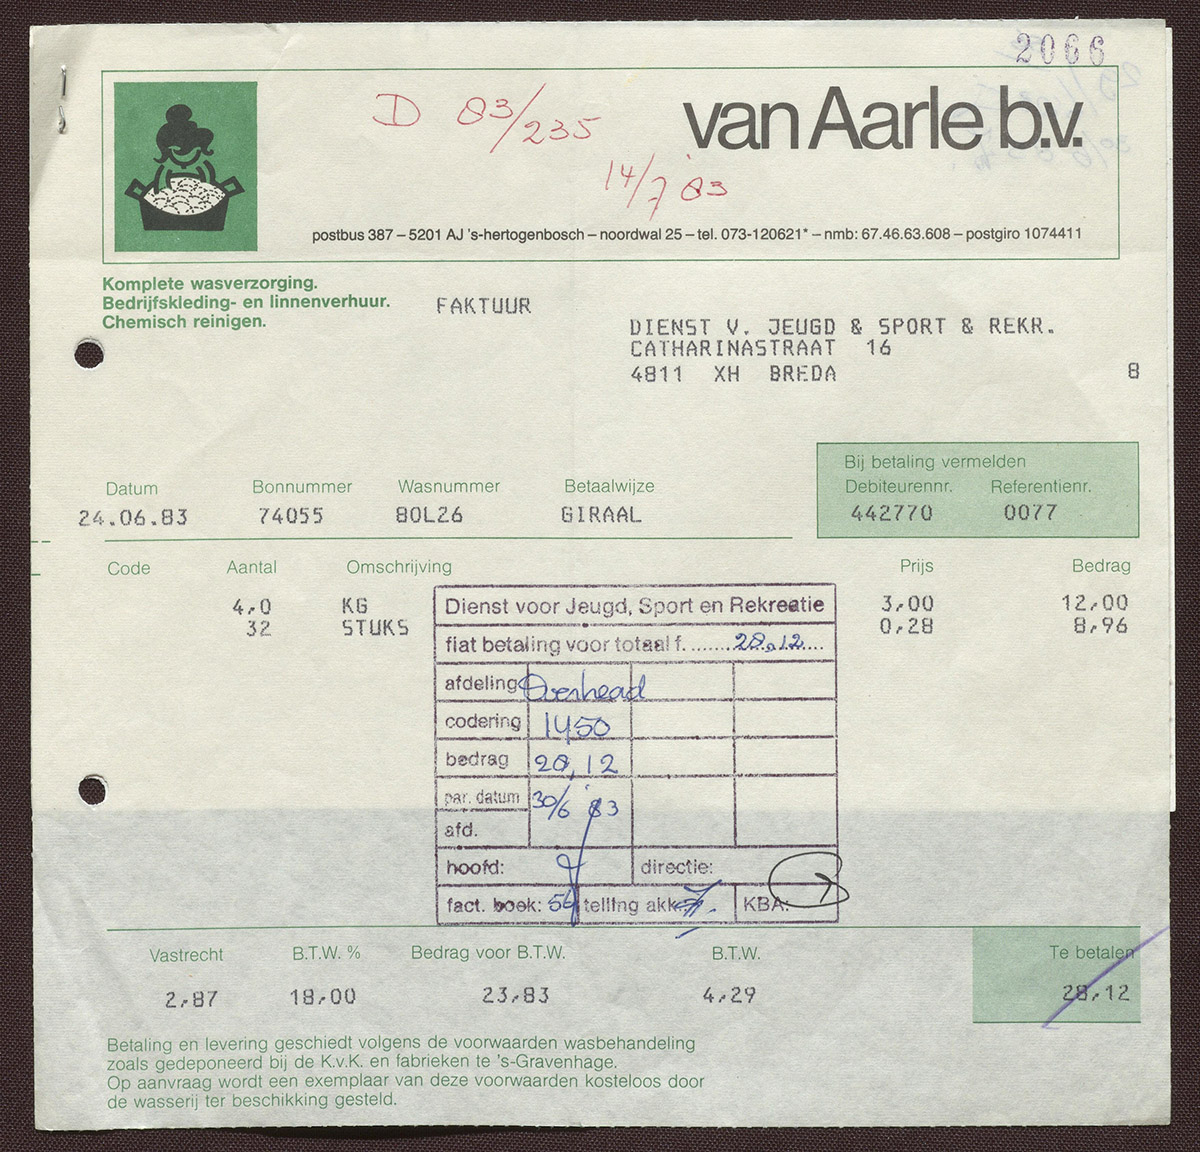 2066
D 83/235
van Aarle b.v.
14/7 '83
postbus 387 – 5201 AJ 's-hertogenbosch – noordwal 25 – tel. 073-120621* – nmb: 67.46.63.608 – postgiro 1074411
Komplete wasverzorging.
Bedrijfskleding- en linnenverhuur.
Chemisch reinigen.
FAKTUUR
DIENST V. JEUGD & SPORT & REKR.
CATHARINASTRAAT 16
4811 XH BREDA 8
Bij betaling vermelden
Datum Bonnummer Wasnummer Betaalwijze Debiteurennr. Referentienr.
24.06.83 74055 80L26 GIRAAL 442770 0077
Code Aantal Omschrijving Prijs Bedrag
4,0 KG 3,00 12,00
32 STUKS 0,28 8,96
Dienst voor Jeugd, Sport en Rekreatie
fiat betaling voor totaal f. ....... 28,12 ....
afdeling Overhead
codering 1450
bedrag 28,12
par. datum 30/6 '83
afd.
hoofd: directie:
fact. boek: 56 telling akk. KBA:
Vastrecht B.T.W. % Bedrag voor B.T.W. B.T.W. Te betalen
2,87 18,00 23,83 4,29 28,12
Betaling en levering geschiedt volgens de voorwaarden wasbehandeling
zoals gedeponeerd bij de K.v.K. en fabrieken te 's-Gravenhage.
Op aanvraag wordt een exemplaar van deze voorwaarden kosteloos door
de wasserij ter beschikking gesteld.